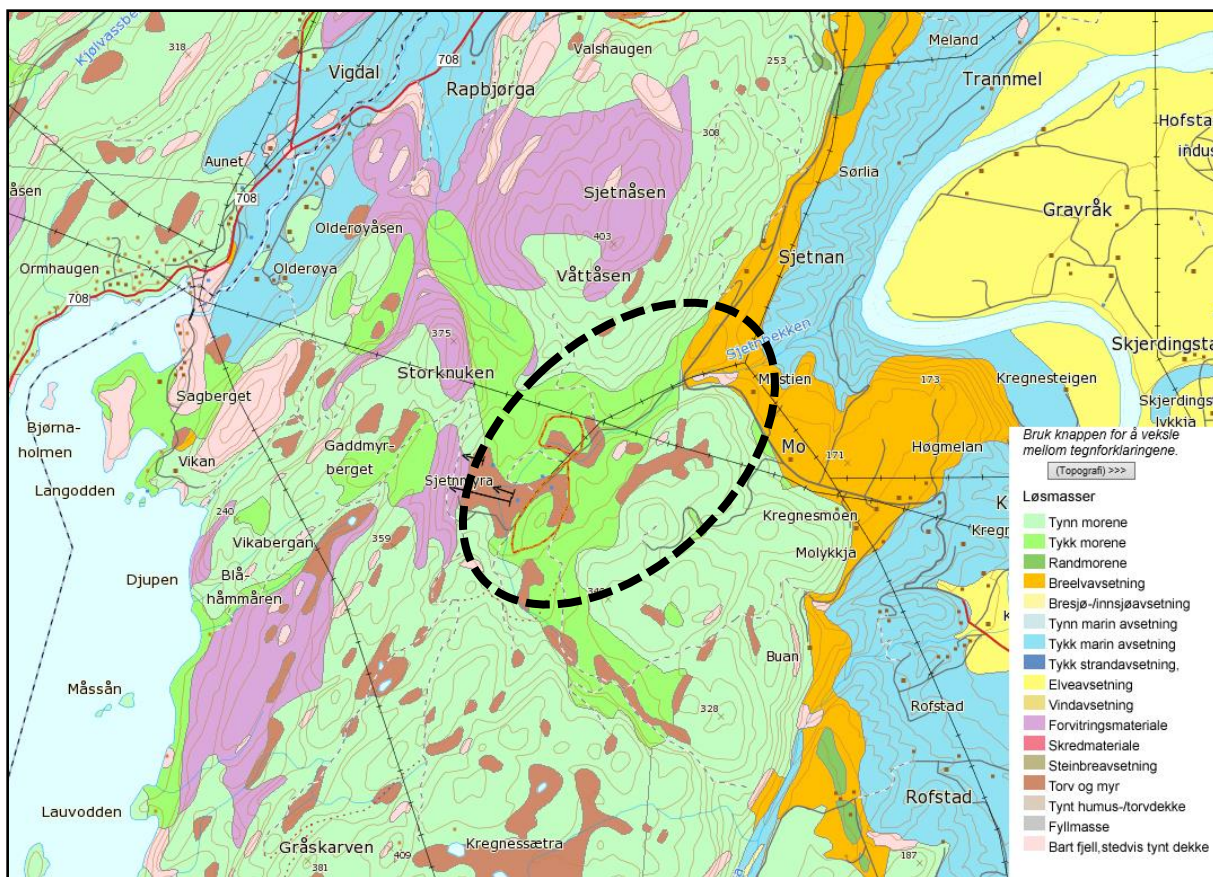 Kjølvassbe
318
Vigdal
708
Rapbjørga
Valshaugen
253
Meland
Trannmel
Hofsta
indus
Aunet
308
åsen
708
Sjetnåsen
Sørlia
Gravråk
Olderøyåsen
403
Ormhaugen
Olderøya
Våttåsen
Sjetnan
708
375
Sjetnbekken
Skjerdingsta
Storknuken
Kregnesteigen
173
Sagberget
Mo
Høgmelan
Bjørna-
holmen
Gaddmyr-
berget
171
Vikan
Sjetnmyra
Langodden
Kregnesmoen
240
Vikabergan
359
Molykkja
Djupen
Blå-
håmmåren
Buan
Måssån
328
Rofstad
Lauvodden
Rofstad
Gråskarven
409
Kregnessætra
381
187
Skjerdings
lykkja
Bruk knappen for å veksle
mellom tegnforklaringene.
(Topografi) >>>
Løsmasser
Tynn morene
Tykk morene
Randmorene
Breelvavsetning
Bresjø-/innsjøavsetning
Tynn marin avsetning
Tykk marin avsetning
Tykk strandavsetning,
Elveavsetning
Vindavsetning
Forvitringsmateriale
Skredmateriale
Steinbreavsetning
Torv og myr
Tynt humus-/torvdekke
Fyllmasse
Bart fjell,stedvis tynt dekke